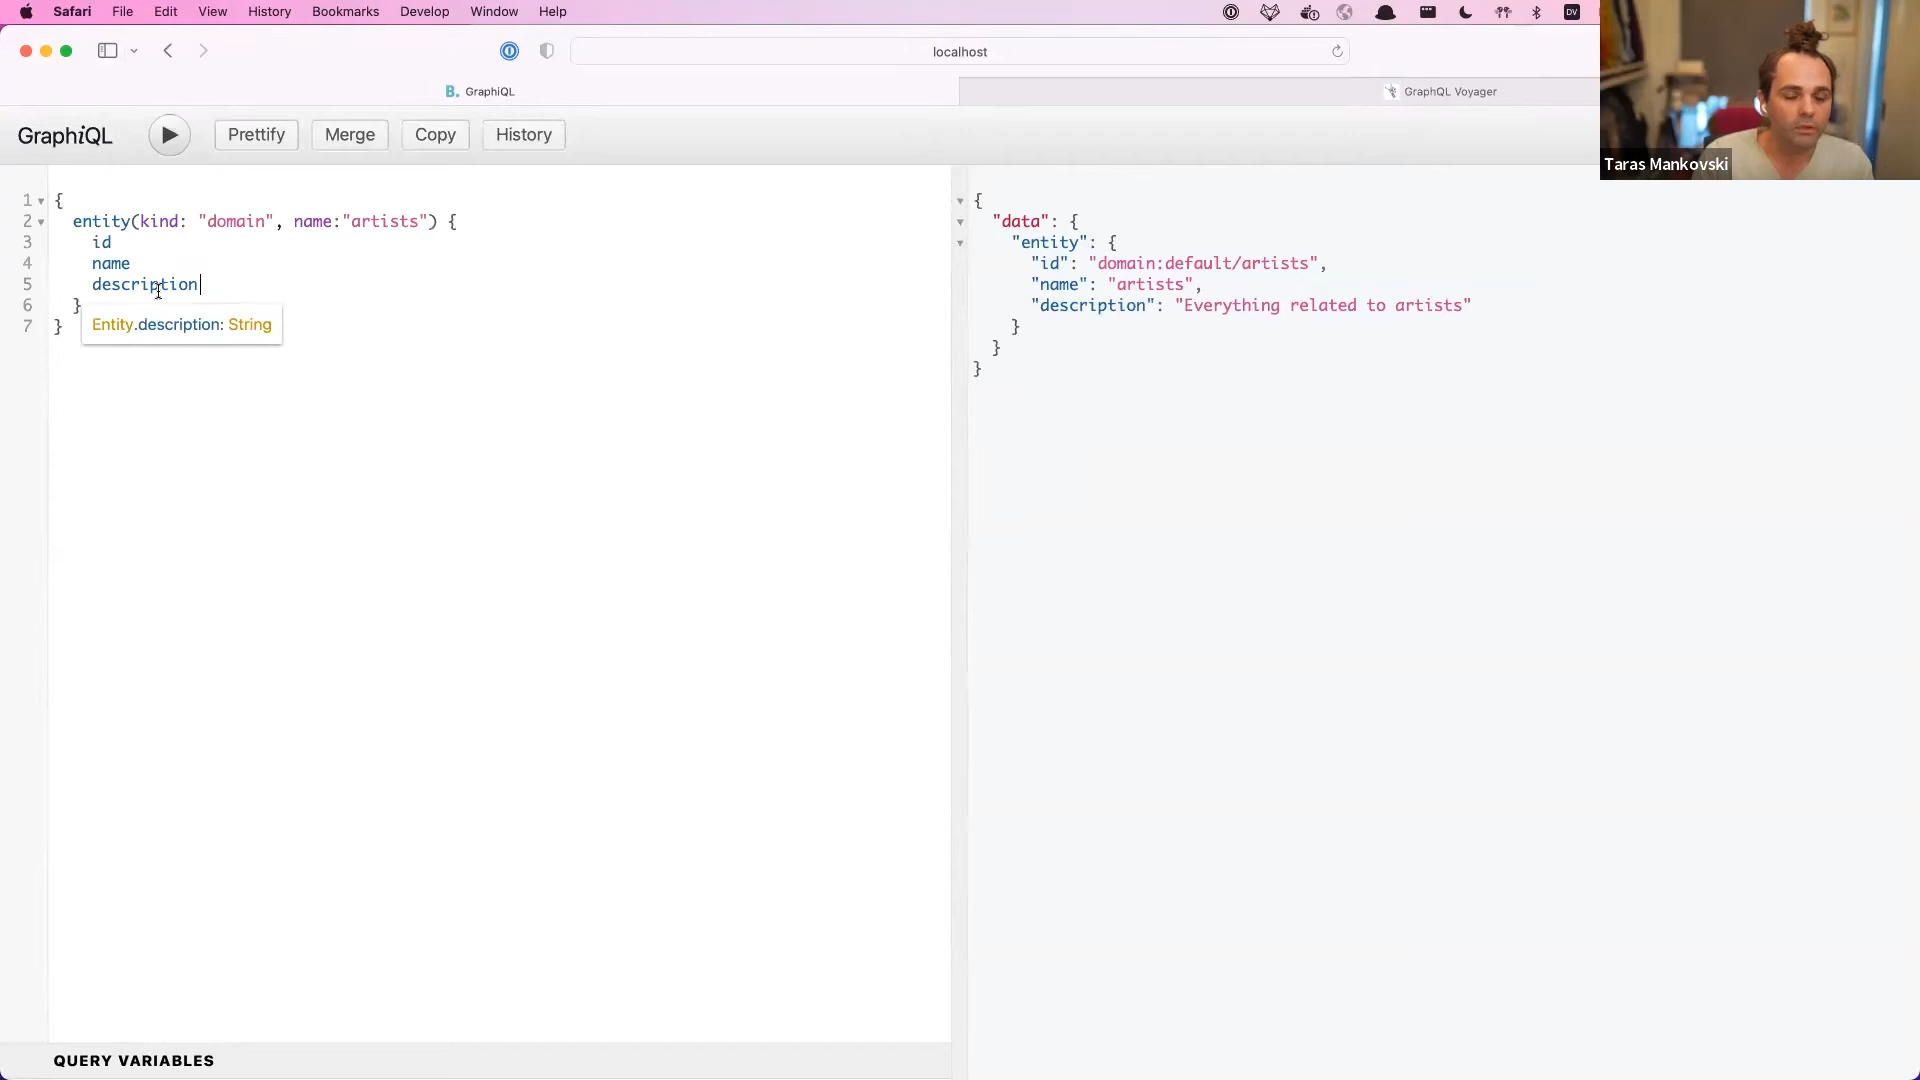 Safari File Edit View History Bookmarks Develop Window Help
DV
localhost
B. GraphiQL
GraphQL Voyager
Taras Mankovski
GraphiQL
Prettify Merge Copy History
1 {
2 entity(kind: "domain", name:"artists") {
3 id
4 name
5 description
6 }
7 }
Entity.description: String
{
"data": {
"entity": {
"id": "domain:default/artists",
"name": "artists",
"description": "Everything related to artists"
}
}
}
QUERY VARIABLES